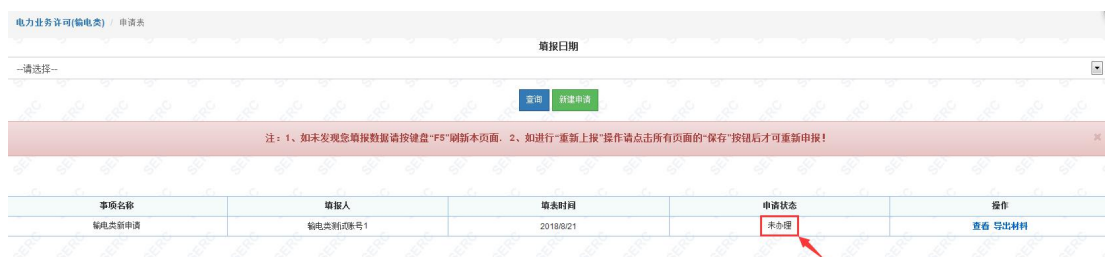 电力业务许可(输电类) / 申请表
填报日期
--请选择--
查询 新建申请
注：1、如未发现您填报数据请按键盘“F5”刷新本页面. 2、如进行“重新上报”操作请点击所有页面的“保存”按钮后才可重新申报！ ×
事项名称 填报人 填表时间 申请状态 操作
输电类新申请 输电类测试账号1 2018/8/21 未办理 查看 导出材料